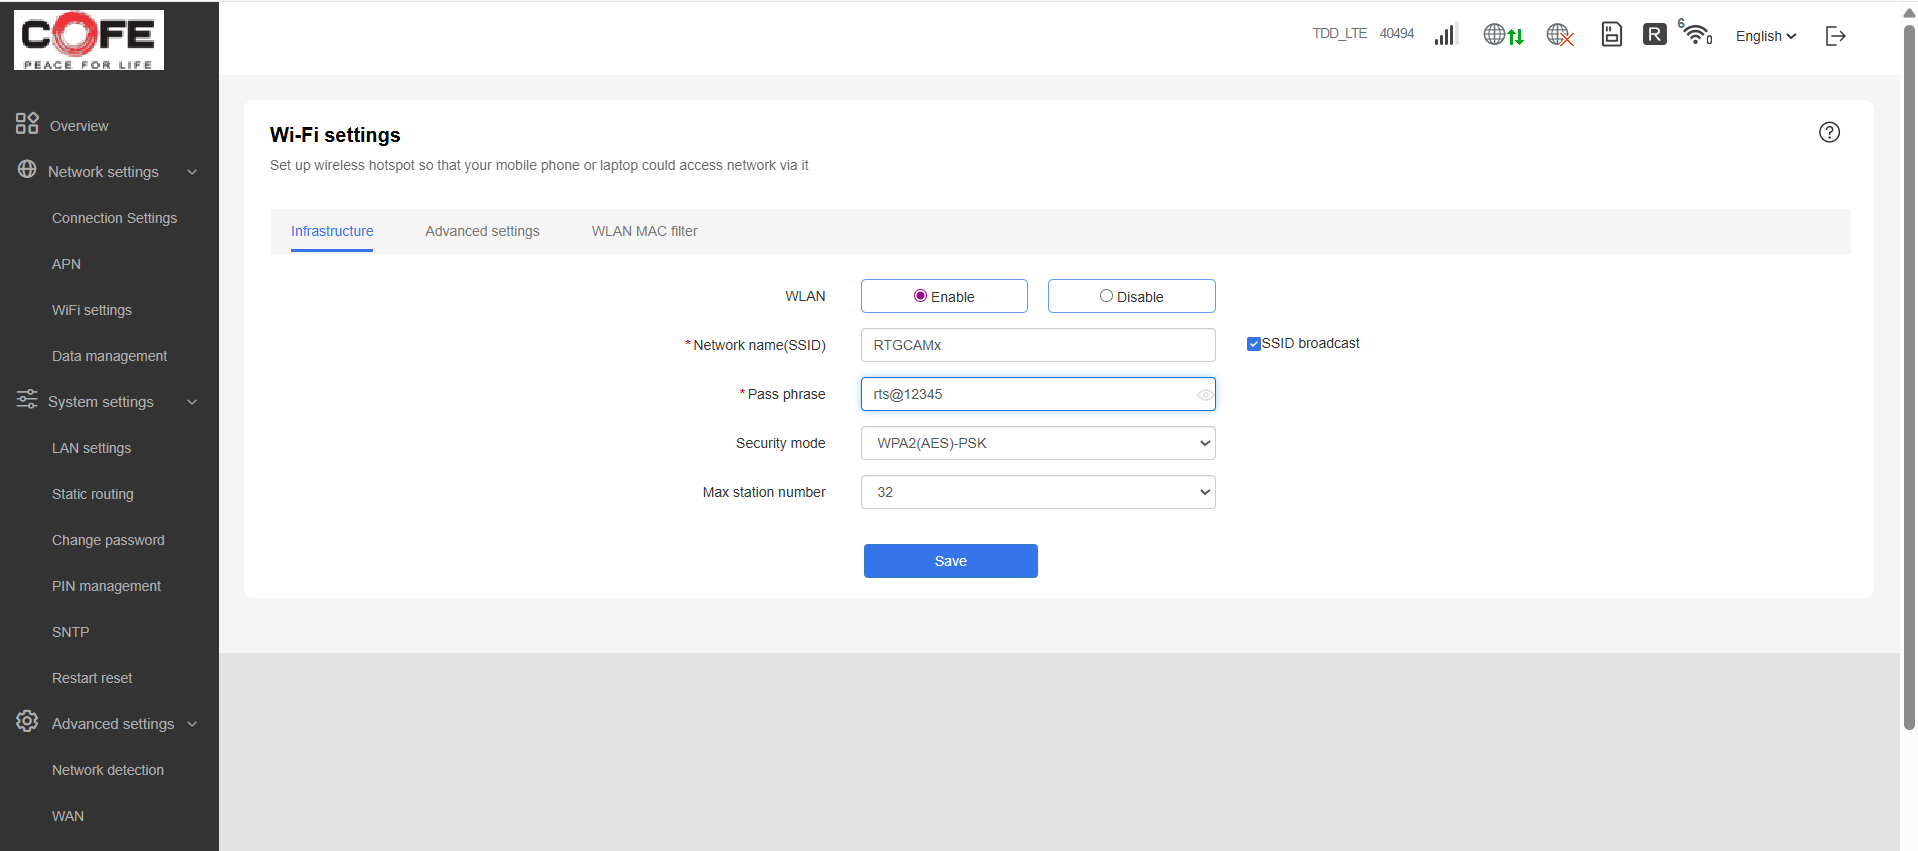 COFE
PEACE FOR LIFE
TDD_LTE 40494
R
6
0
English
Overview
Network settings
Connection Settings
APN
WiFi settings
Data management
System settings
LAN settings
Static routing
Change password
PIN management
SNTP
Restart reset
Advanced settings
Network detection
WAN
Wi-Fi settings
?
Set up wireless hotspot so that your mobile phone or laptop could access network via it
Infrastructure
Advanced settings
WLAN MAC filter
WLAN
Enable
Disable
*Network name(SSID)
RTGCAMx
SSID broadcast
*Pass phrase
rts@12345
Security mode
WPA2(AES)-PSK
Max station number
32
Save